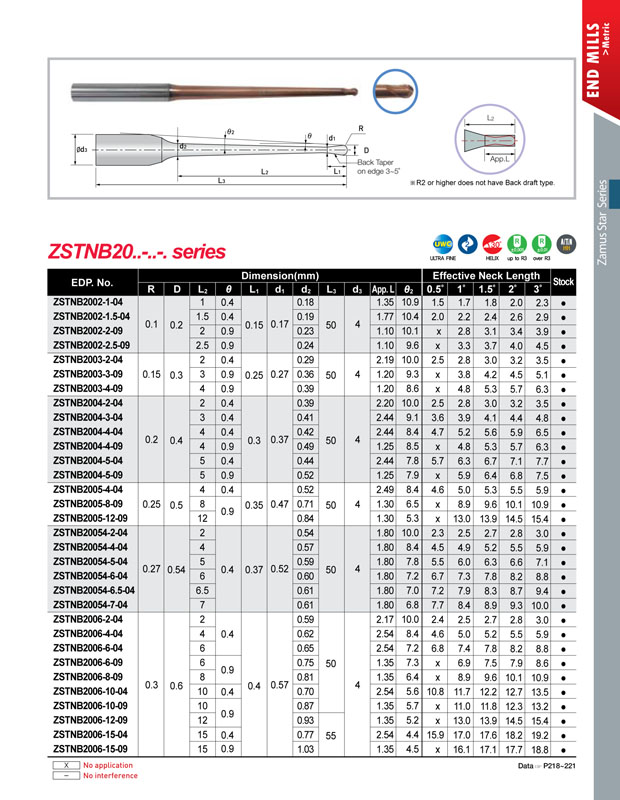 END MILLS
>Metric
Zamus Star Series
L₂
App.L
θ₂
θ
d₁
R
Ød₃
d₂
D
Back Taper
on edge 3~5˚
L₂
L₁
L₃
※R2 or higher does not have Back draft type.
ZSTNB20..-..-. series
UWC
30°
R ±0.005
R ±0.01
AlTiN
ULTRA FINE HELIX up to R3 over R3
EDP. No. Dimension(mm) Effective Neck Length Stock
R D L₂ θ L₁ d₁ d₂ L₃ d₃ App. L θ₂ 0.5˚ 1˚ 1.5˚ 2˚ 3˚
ZSTNB2002-1-04 0.1 0.2 1 0.4 0.15 0.17 0.18 50 4 1.35 10.9 1.5 1.7 1.8 2.0 2.3 ●
ZSTNB2002-1.5-04 1.5 0.4 0.19 1.77 10.4 2.0 2.2 2.4 2.6 2.9 ●
ZSTNB2002-2-09 2 0.9 0.23 1.10 10.1 x 2.8 3.1 3.4 3.9 ●
ZSTNB2002-2.5-09 2.5 0.9 0.24 1.10 9.6 x 3.3 3.7 4.0 4.5 ●
ZSTNB2003-2-04 0.15 0.3 2 0.4 0.25 0.27 0.29 50 4 2.19 10.0 2.5 2.8 3.0 3.2 3.5 ●
ZSTNB2003-3-09 3 0.9 0.36 1.20 9.3 x 3.8 4.2 4.5 5.1 ●
ZSTNB2003-4-09 4 0.9 0.39 1.20 8.6 x 4.8 5.3 5.7 6.3 ●
ZSTNB2004-2-04 0.2 0.4 2 0.4 0.3 0.37 0.39 50 4 2.20 10.0 2.5 2.8 3.0 3.2 3.5 ●
ZSTNB2004-3-04 3 0.4 0.41 2.44 9.1 3.6 3.9 4.1 4.4 4.8 ●
ZSTNB2004-4-04 4 0.4 0.42 2.44 8.4 4.7 5.2 5.6 5.9 6.5 ●
ZSTNB2004-4-09 4 0.9 0.49 1.25 8.5 x 4.8 5.3 5.7 6.3 ●
ZSTNB2004-5-04 5 0.4 0.44 2.44 7.8 5.7 6.3 6.7 7.1 7.7 ●
ZSTNB2004-5-09 5 0.9 0.52 1.25 7.9 x 5.9 6.4 6.8 7.5 ●
ZSTNB2005-4-04 0.25 0.5 4 0.4 0.35 0.47 0.52 50 4 2.49 8.4 4.6 5.0 5.3 5.5 5.9 ●
ZSTNB2005-8-09 8 0.9 0.71 1.30 6.5 x 8.9 9.6 10.1 10.9 ●
ZSTNB2005-12-09 12 0.84 1.30 5.3 x 13.0 13.9 14.5 15.4 ●
ZSTNB20054-2-04 0.27 0.54 2 0.4 0.37 0.52 0.54 50 4 1.80 10.0 2.3 2.5 2.7 2.8 3.0 ●
ZSTNB20054-4-04 4 0.57 1.80 8.4 4.5 4.9 5.2 5.5 5.9 ●
ZSTNB20054-5-04 5 0.59 1.80 7.8 5.5 6.0 6.3 6.6 7.1 ●
ZSTNB20054-6-04 6 0.60 1.80 7.2 6.7 7.3 7.8 8.2 8.8 ●
ZSTNB20054-6.5-04 6.5 0.61 1.80 7.0 7.2 7.9 8.3 8.7 9.4 ●
ZSTNB20054-7-04 7 0.61 1.80 6.8 7.7 8.4 8.9 9.3 10.0 ●
ZSTNB2006-2-04 0.3 0.6 2 0.4 0.4 0.57 0.59 50 4 2.17 10.0 2.4 2.5 2.7 2.8 3.0 ●
ZSTNB2006-4-04 4 0.62 2.54 8.4 4.6 5.0 5.2 5.5 5.9 ●
ZSTNB2006-6-04 6 0.65 2.54 7.2 6.8 7.4 7.8 8.2 8.8 ●
ZSTNB2006-6-09 6 0.9 0.75 1.35 7.3 x 6.9 7.5 7.9 8.6 ●
ZSTNB2006-8-09 8 0.81 1.35 6.4 x 8.9 9.6 10.1 10.9 ●
ZSTNB2006-10-04 10 0.4 0.70 2.54 5.6 10.8 11.7 12.2 12.7 13.5 ●
ZSTNB2006-10-09 10 0.9 0.87 1.35 5.7 x 11.0 11.8 12.3 13.2 ●
ZSTNB2006-12-09 12 0.93 55 1.35 5.2 x 13.0 13.9 14.5 15.4 ●
ZSTNB2006-15-04 15 0.4 0.77 2.54 4.4 15.9 17.0 17.6 18.2 19.2 ●
ZSTNB2006-15-09 15 0.9 1.03 1.35 4.5 x 16.1 17.1 17.7 18.8 ●
X No application
– No interference
Data P218~221